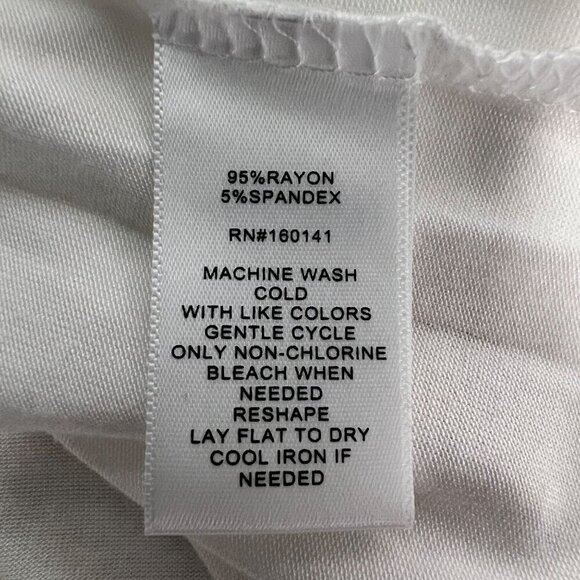 95%RAYON
5%SPANDEX
RN#160141
MACHINE WASH
COLD
WITH LIKE COLORS
GENTLE CYCLE
ONLY NON-CHLORINE
BLEACH WHEN
NEEDED
RESHAPE
LAY FLAT TO DRY
COOL IRON IF
NEEDED